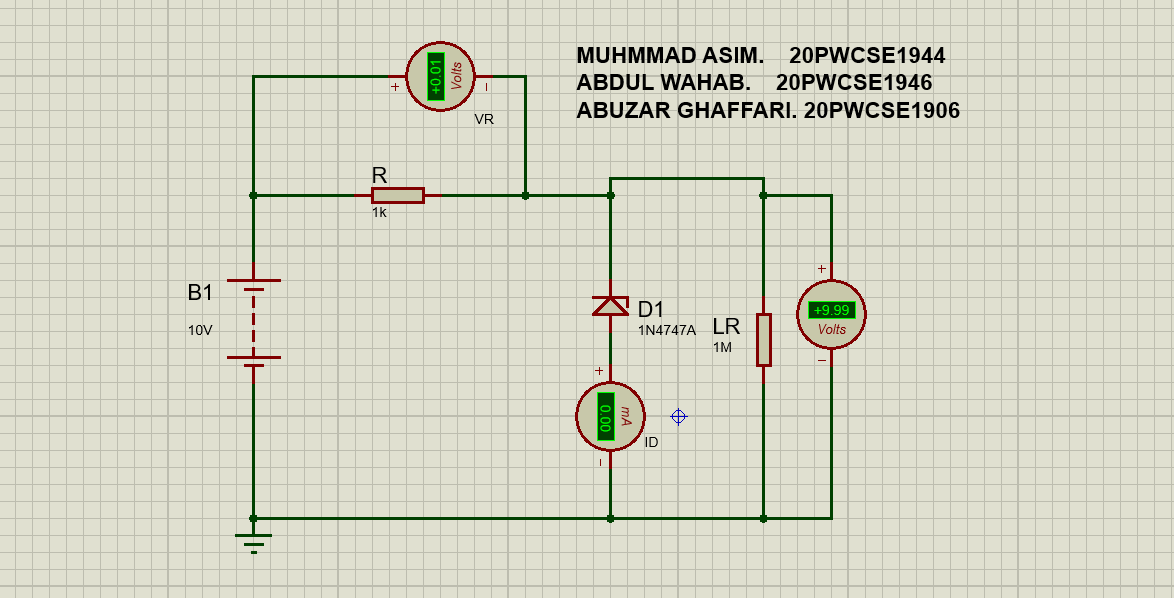 MUHMMAD ASIM. 20PWCSE1944
ABDUL WAHAB. 20PWCSE1946
ABUZAR GHAFFARI. 20PWCSE1906
+0.01
Volts
+ −
VR
R
1k
B1
10V
D1
1N4747A
LR
1M
+
+9.99
Volts
−
+
0.00
mA
ID
−